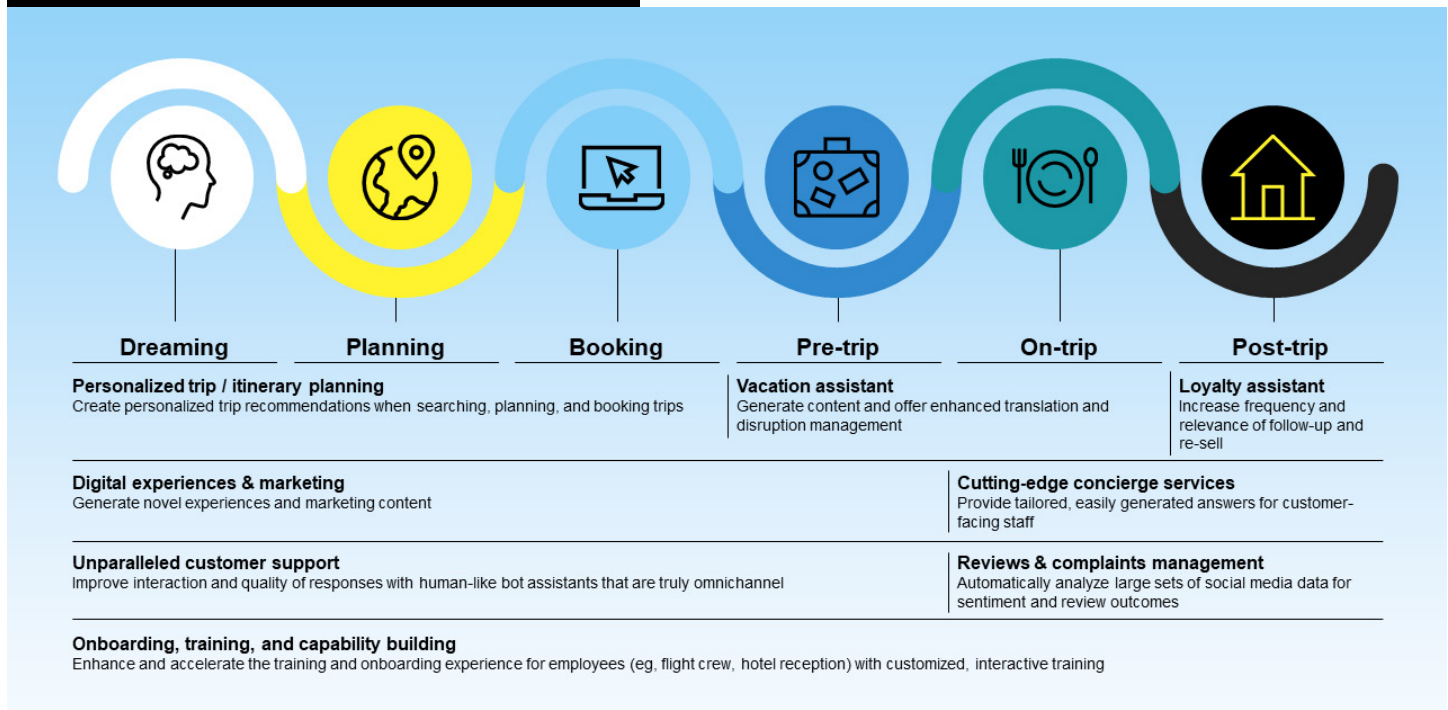 Dreaming
Planning
Booking
Pre-trip
On-trip
Post-trip
Personalized trip / itinerary planning
Create personalized trip recommendations when searching, planning, and booking trips
Vacation assistant
Generate content and offer enhanced translation and
disruption management
Loyalty assistant
Increase frequency and
relevance of follow-up and
re-sell
Digital experiences & marketing
Generate novel experiences and marketing content
Cutting-edge concierge services
Provide tailored, easily generated answers for customer-
facing staff
Unparalleled customer support
Improve interaction and quality of responses with human-like bot assistants that are truly omnichannel
Reviews & complaints management
Automatically analyze large sets of social media data for
sentiment and review outcomes
Onboarding, training, and capability building
Enhance and accelerate the training and onboarding experience for employees (eg, flight crew, hotel reception) with customized, interactive training